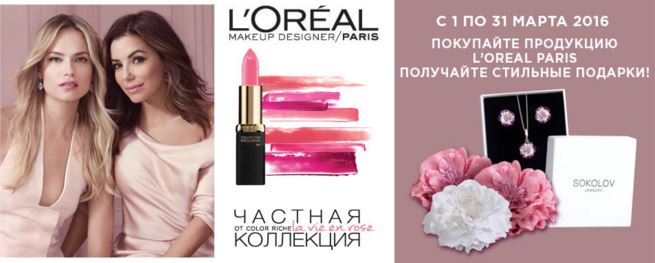 L'ORÉAL
MAKEUP DESIGNER/PARIS
ЧАСТНАЯ
ОТ COLOR RICHE la vie en rose
КОЛЛЕКЦИЯ
С 1 ПО 31 МАРТА 2016
ПОКУПАЙТЕ ПРОДУКЦИЮ
L'OREAL PARIS
ПОЛУЧАЙТЕ СТИЛЬНЫЕ ПОДАРКИ!
SOKOLOV
JEWELRY